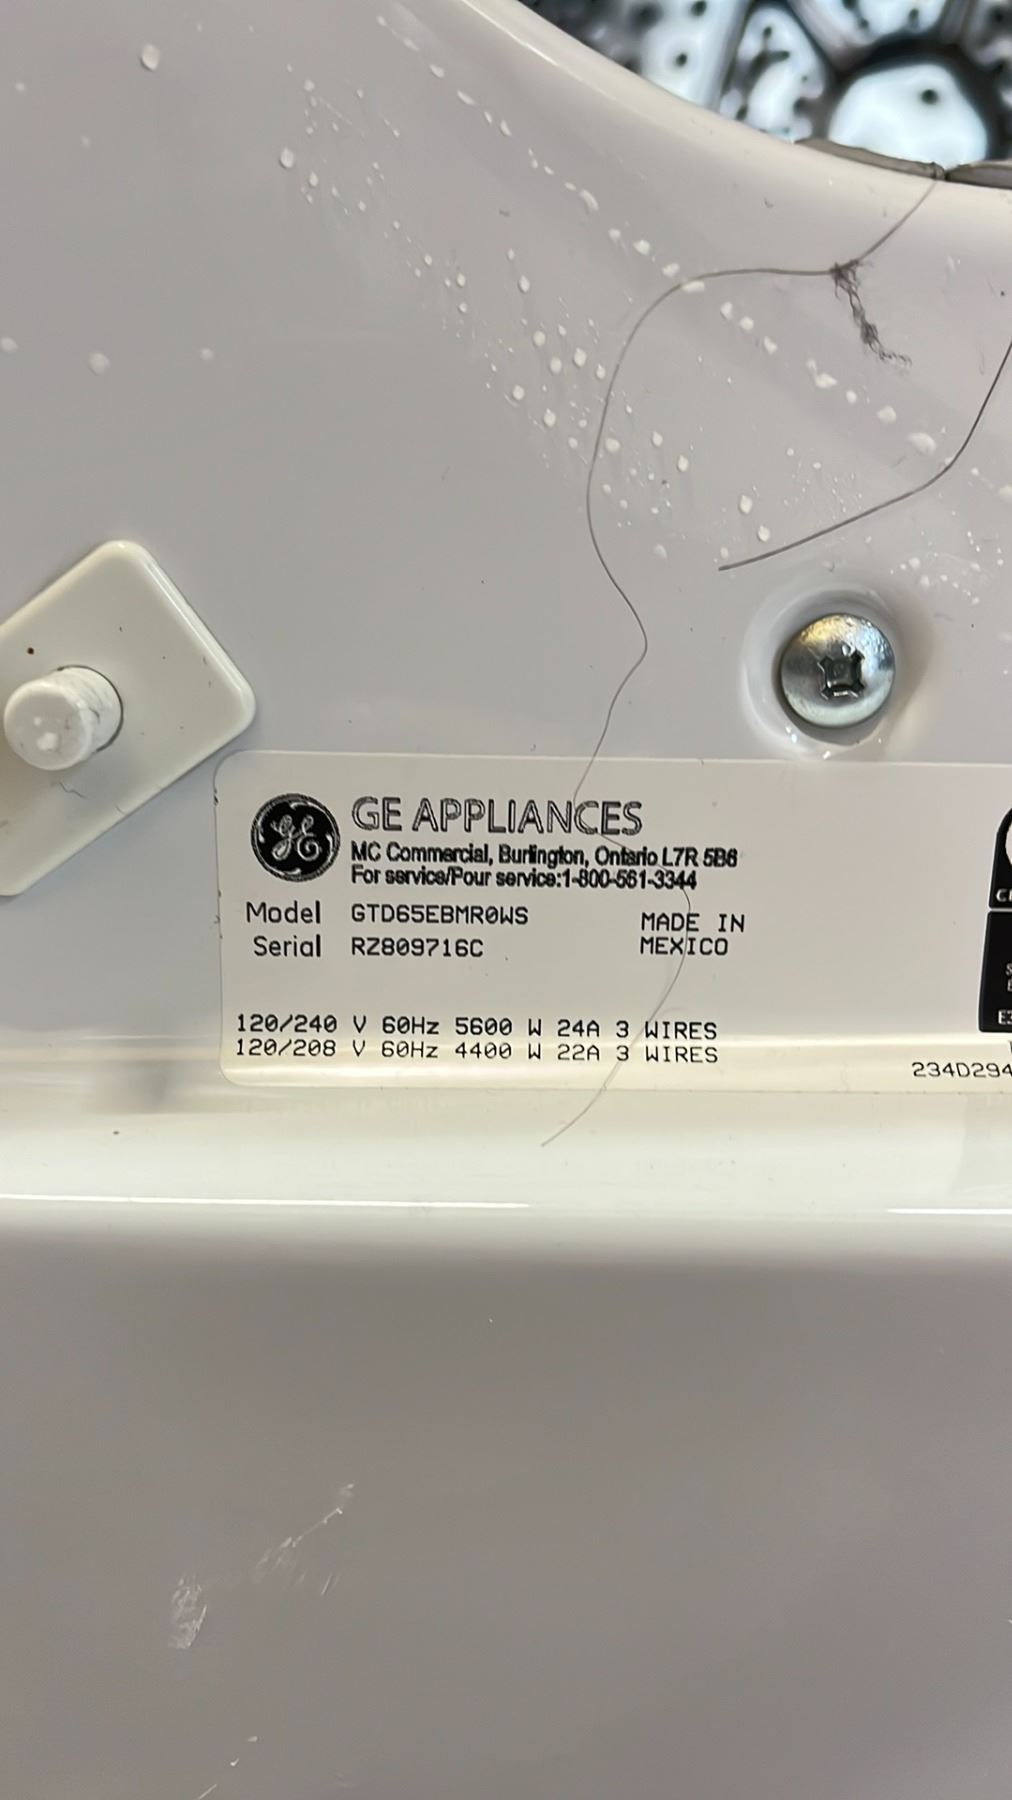 GE
GE APPLIANCES
MC Commercial, Burlington, Ontario L7R 5B6
For service/Pour service:1-800-561-3344
Model GTD65EBMR0WS
MADE IN
Serial RZ809716C
MEXICO
120/240 V 60Hz 5600 W 24A 3 WIRES
120/208 V 60Hz 4400 W 22A 3 WIRES
234D294